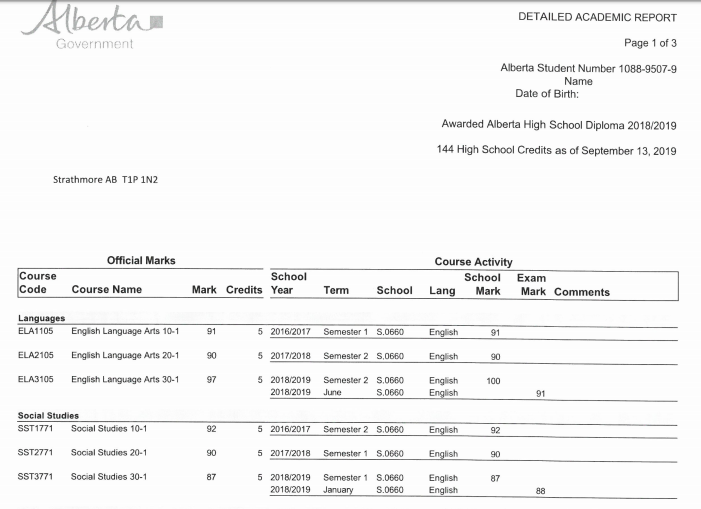 Alberta
Government
DETAILED ACADEMIC REPORT
Page 1 of 3
Alberta Student Number 1088-9507-9
Name
Date of Birth:
Awarded Alberta High School Diploma 2018/2019
144 High School Credits as of September 13, 2019
Strathmore AB T1P 1N2
Official Marks Course Activity
Course School School Exam
Code Course Name Mark Credits Year Term School Lang Mark Mark Comments
Languages
ELA1105 English Language Arts 10-1 91 5 2016/2017 Semester 1 S.0660 English 91
ELA2105 English Language Arts 20-1 90 5 2017/2018 Semester 2 S.0660 English 90
ELA3105 English Language Arts 30-1 97 5 2018/2019 Semester 2 S.0660 English 100
2018/2019 June S.0660 English 91
Social Studies
SST1771 Social Studies 10-1 92 5 2016/2017 Semester 2 S.0660 English 92
SST2771 Social Studies 20-1 90 5 2017/2018 Semester 1 S.0660 English 90
SST3771 Social Studies 30-1 87 5 2018/2019 Semester 1 S.0660 English 87
2018/2019 January S.0660 English 88